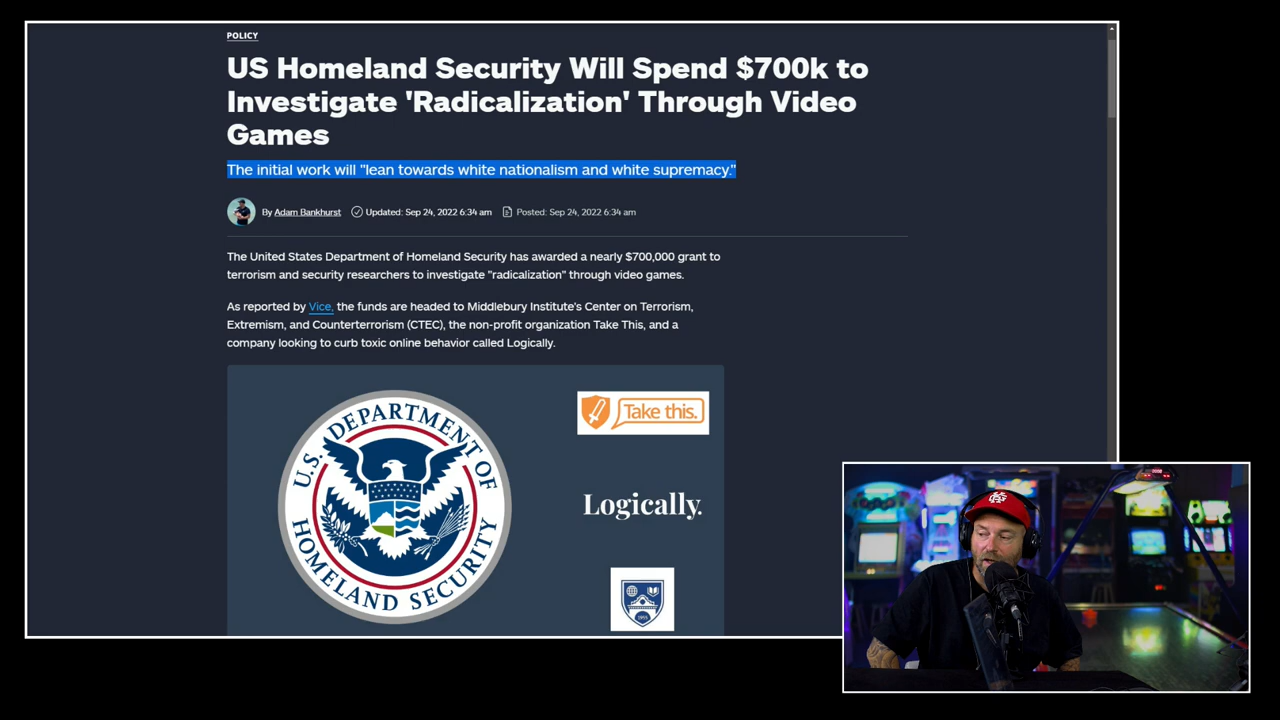 POLICY
US Homeland Security Will Spend $700k to
Investigate 'Radicalization' Through Video
Games
The initial work will "lean towards white nationalism and white supremacy."
By Adam Bankhurst Updated: Sep 24, 2022 6:34 am Posted: Sep 24, 2022 6:34 am
The United States Department of Homeland Security has awarded a nearly $700,000 grant to
terrorism and security researchers to investigate "radicalization" through video games.
As reported by Vice, the funds are headed to Middlebury Institute's Center on Terrorism,
Extremism, and Counterterrorism (CTEC), the non-profit organization Take This, and a
company looking to curb toxic online behavior called Logically.
U.S. DEPARTMENT OF
HOMELAND SECURITY
Take this.
Logically.